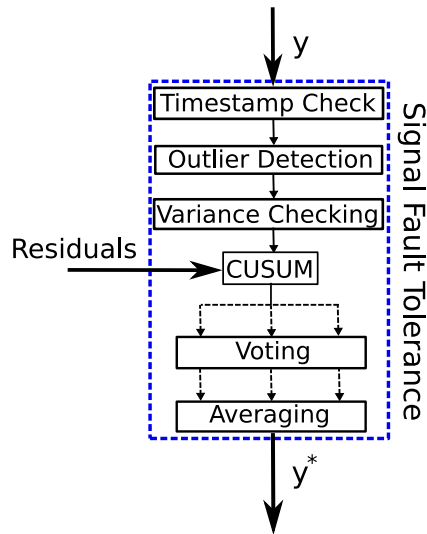 y
Timestamp Check
Outlier Detection
Variance Checking
Residuals
CUSUM
Voting
Averaging
y*
Signal Fault Tolerance